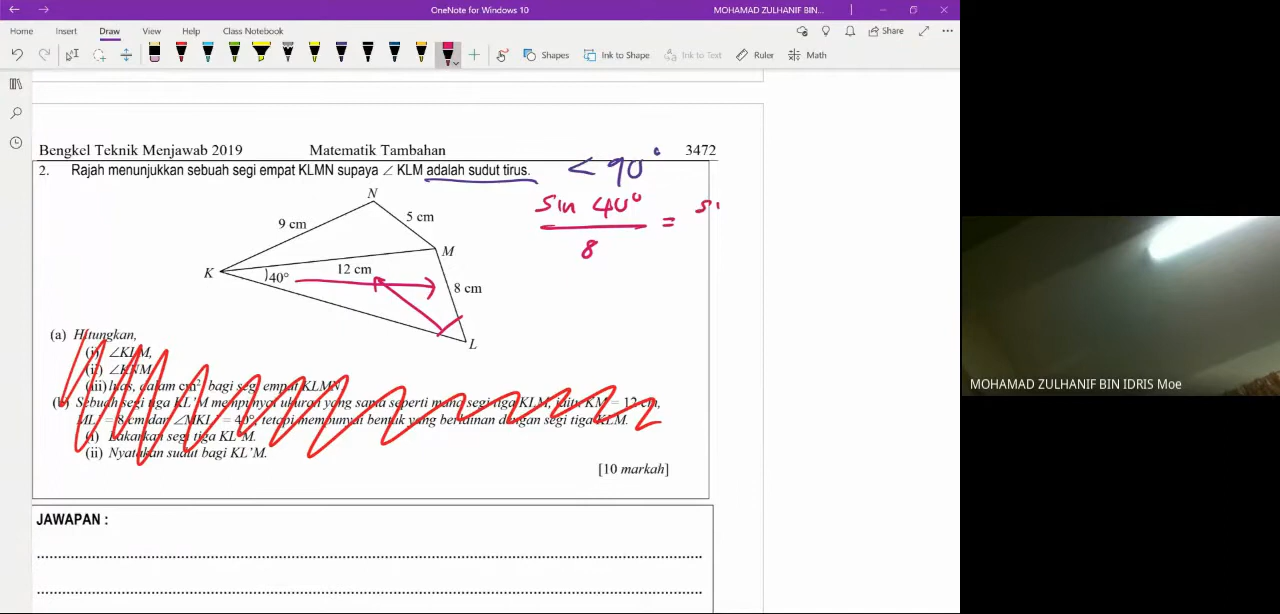 OneNote for Windows 10
MOHAMAD ZULHANIF BIN...
Home Insert Draw View Help Class Notebook
Share
Shapes Ink to Shape Ink to Text Ruler Math
Bengkel Teknik Menjawab 2019 Matematik Tambahan 3472
2. Rajah menunjukkan sebuah segi empat KLMN supaya ∠ KLM adalah sudut tirus.
< 90°
sin 40° / 8 = si
N
9 cm
5 cm
M
K
40°
12 cm
8 cm
L
(a) Hitungkan,
(i) ∠KLM,
(ii) ∠KNM
(iii) luas, dalam cm² bagi segi empat KLMN
(b) Sebuah segi tiga KL'M mempunyai ukuran yang sama seperti mana segi tiga KLM, iaitu KM = 12 cm,
ML' = 8 cm dan ∠MKL' = 40°, tetapi mempunyai bentuk yang berlainan dengan segi tiga KLM.
(i) Lakarkan segi tiga KL'M.
(ii) Nyatakan sudut bagi KL'M.
[10 markah]
JAWAPAN :
MOHAMAD ZULHANIF BIN IDRIS Moe